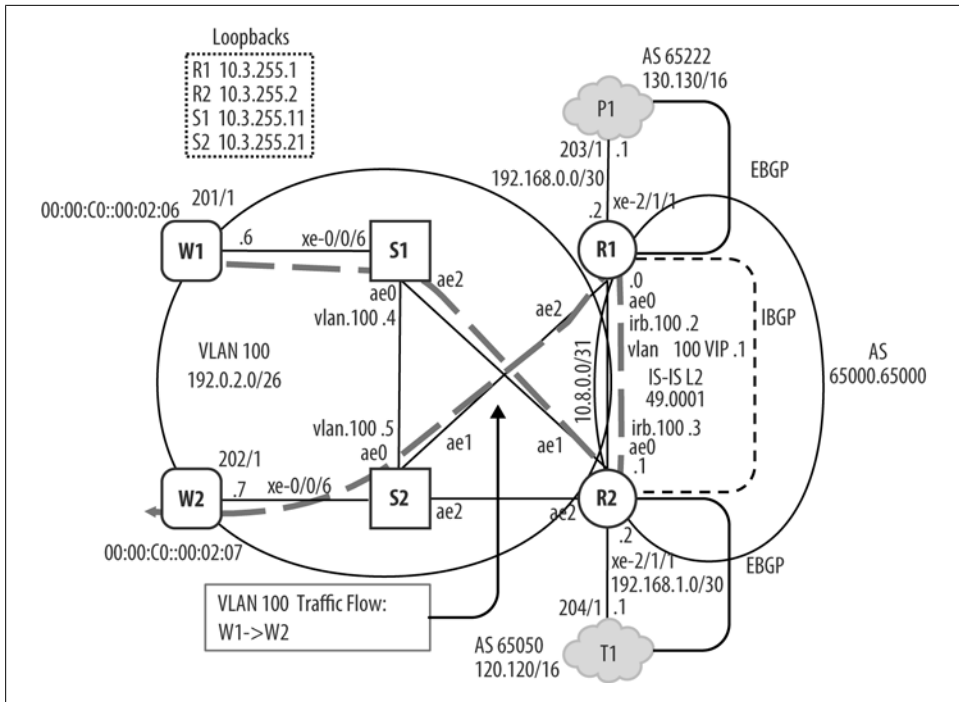 Loopbacks
R1 10.3.255.1
R2 10.3.255.2
S1 10.3.255.11
S2 10.3.255.21
AS 65222
130.130/16
P1
203/1
.1
EBGP
192.168.0.0/30
xe-2/1/1
.2
201/1
00:00:C0::00:02:06
W1
.6
xe-0/0/6
S1
R1
ae2
ae0
vlan.100 .4
ae2
.0
ae0
irb.100 .2
vlan 100 VIP .1
IBGP
10.8.0.0/31
IS-IS L2
49.0001
AS
65000.65000
VLAN 100
192.0.2.0/26
irb.100 .3
ae0
.1
vlan.100 .5
ae0
ae1
ae1
202/1
W2
.7
xe-0/0/6
S2
ae2
ae2
R2
00:00:C0::00:02:07
.2
xe-2/1/1
192.168.1.0/30
EBGP
VLAN 100 Traffic Flow:
W1->W2
204/1
.1
AS 65050
120.120/16
T1